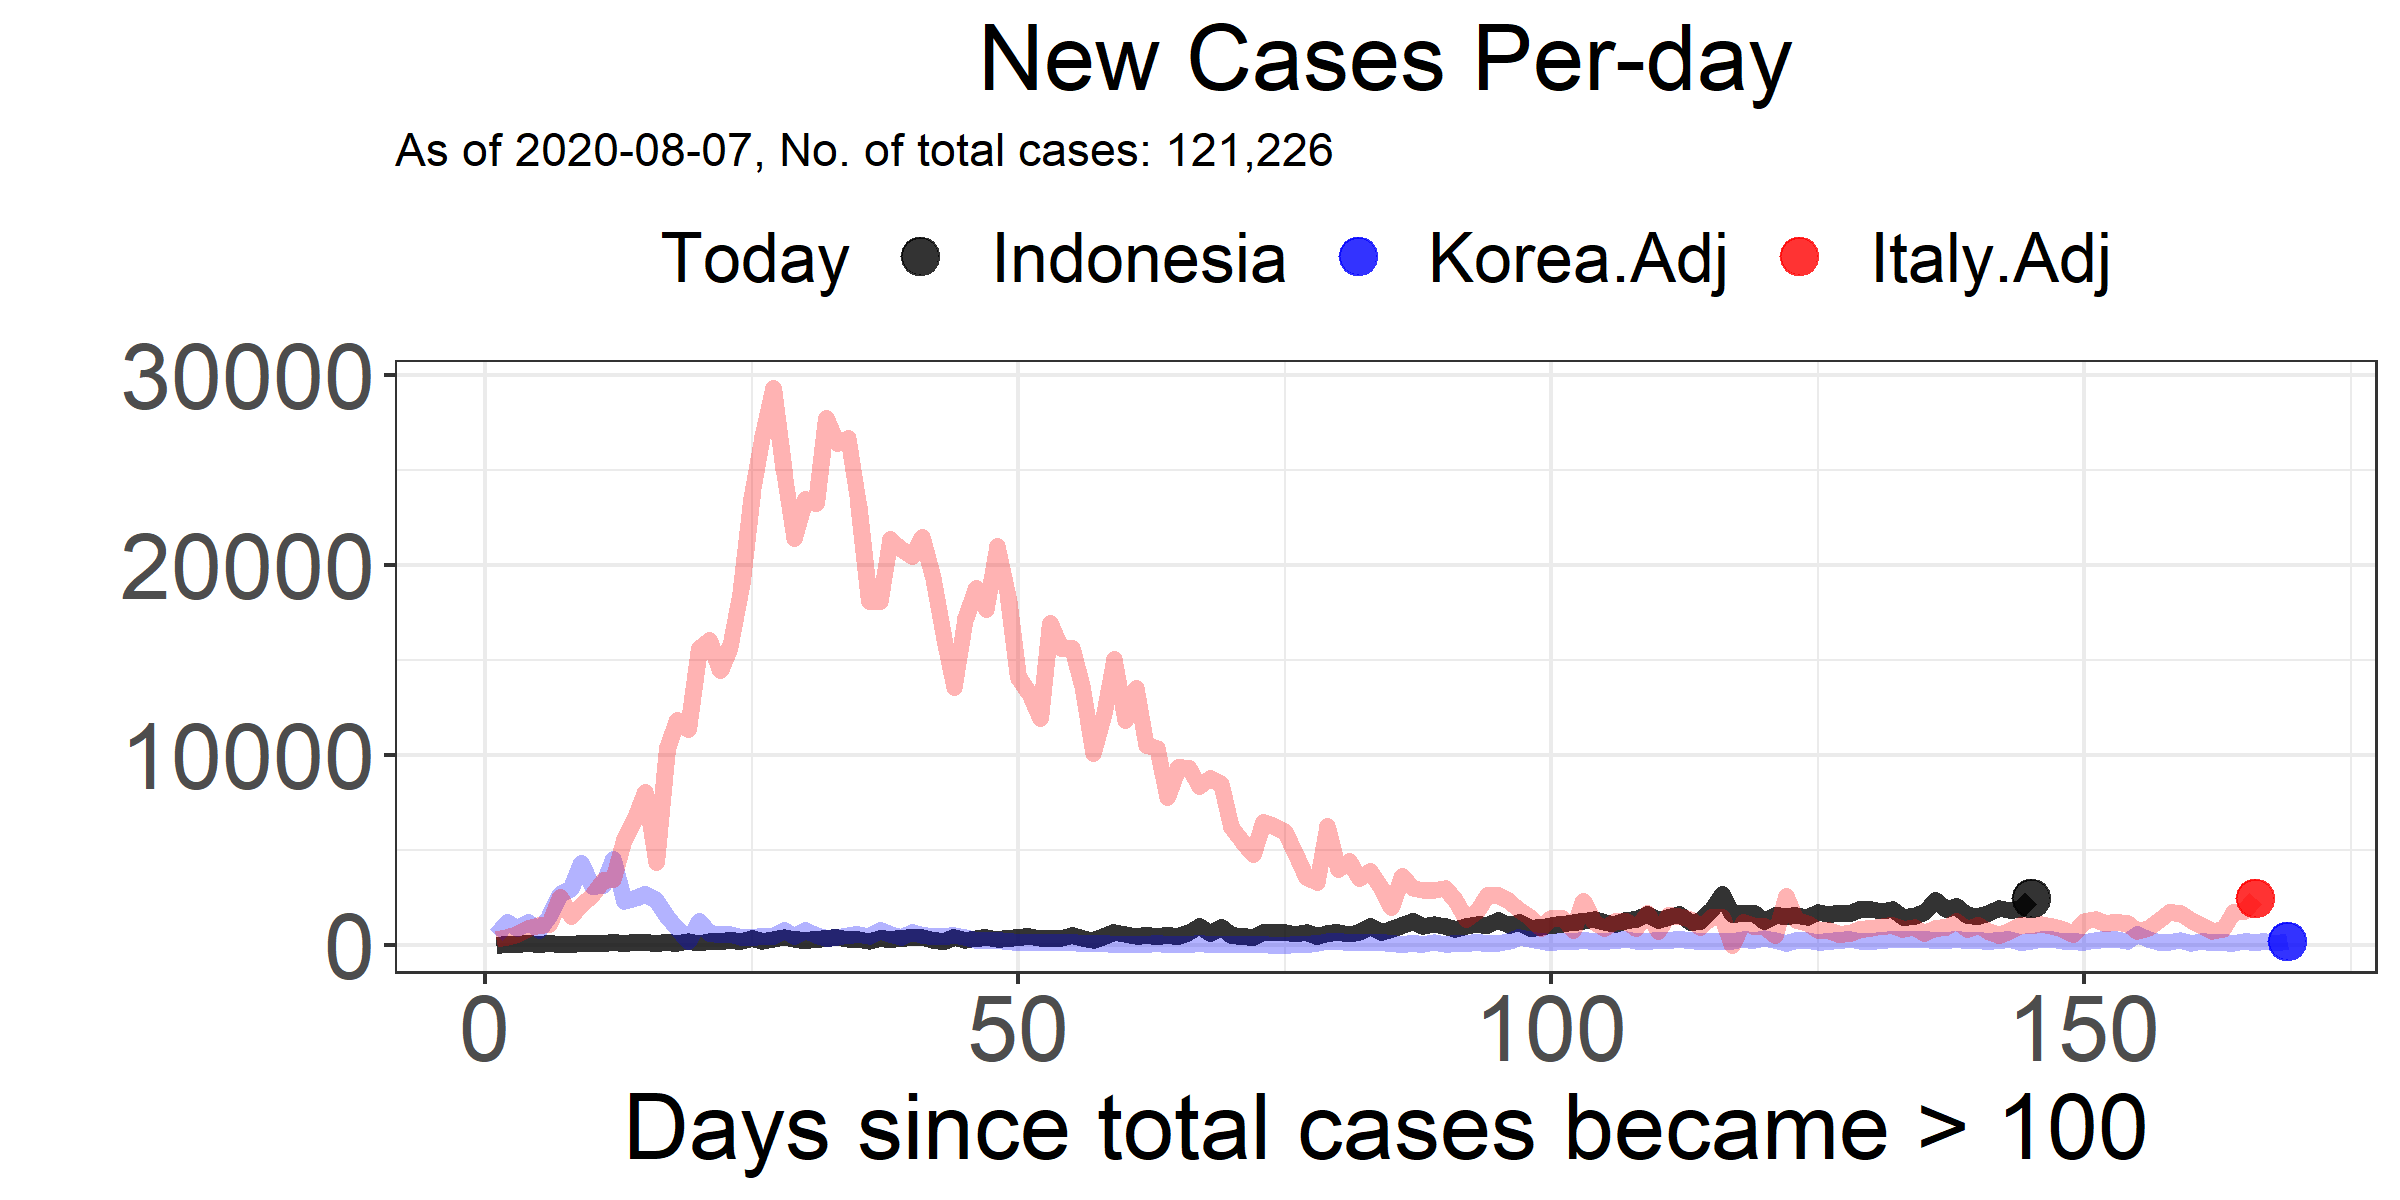 New Cases Per-day
As of 2020-08-07, No. of total cases: 121,226
Today Indonesia Korea.Adj Italy.Adj
30000
20000
10000
0
0 50 100 150
Days since total cases became > 100